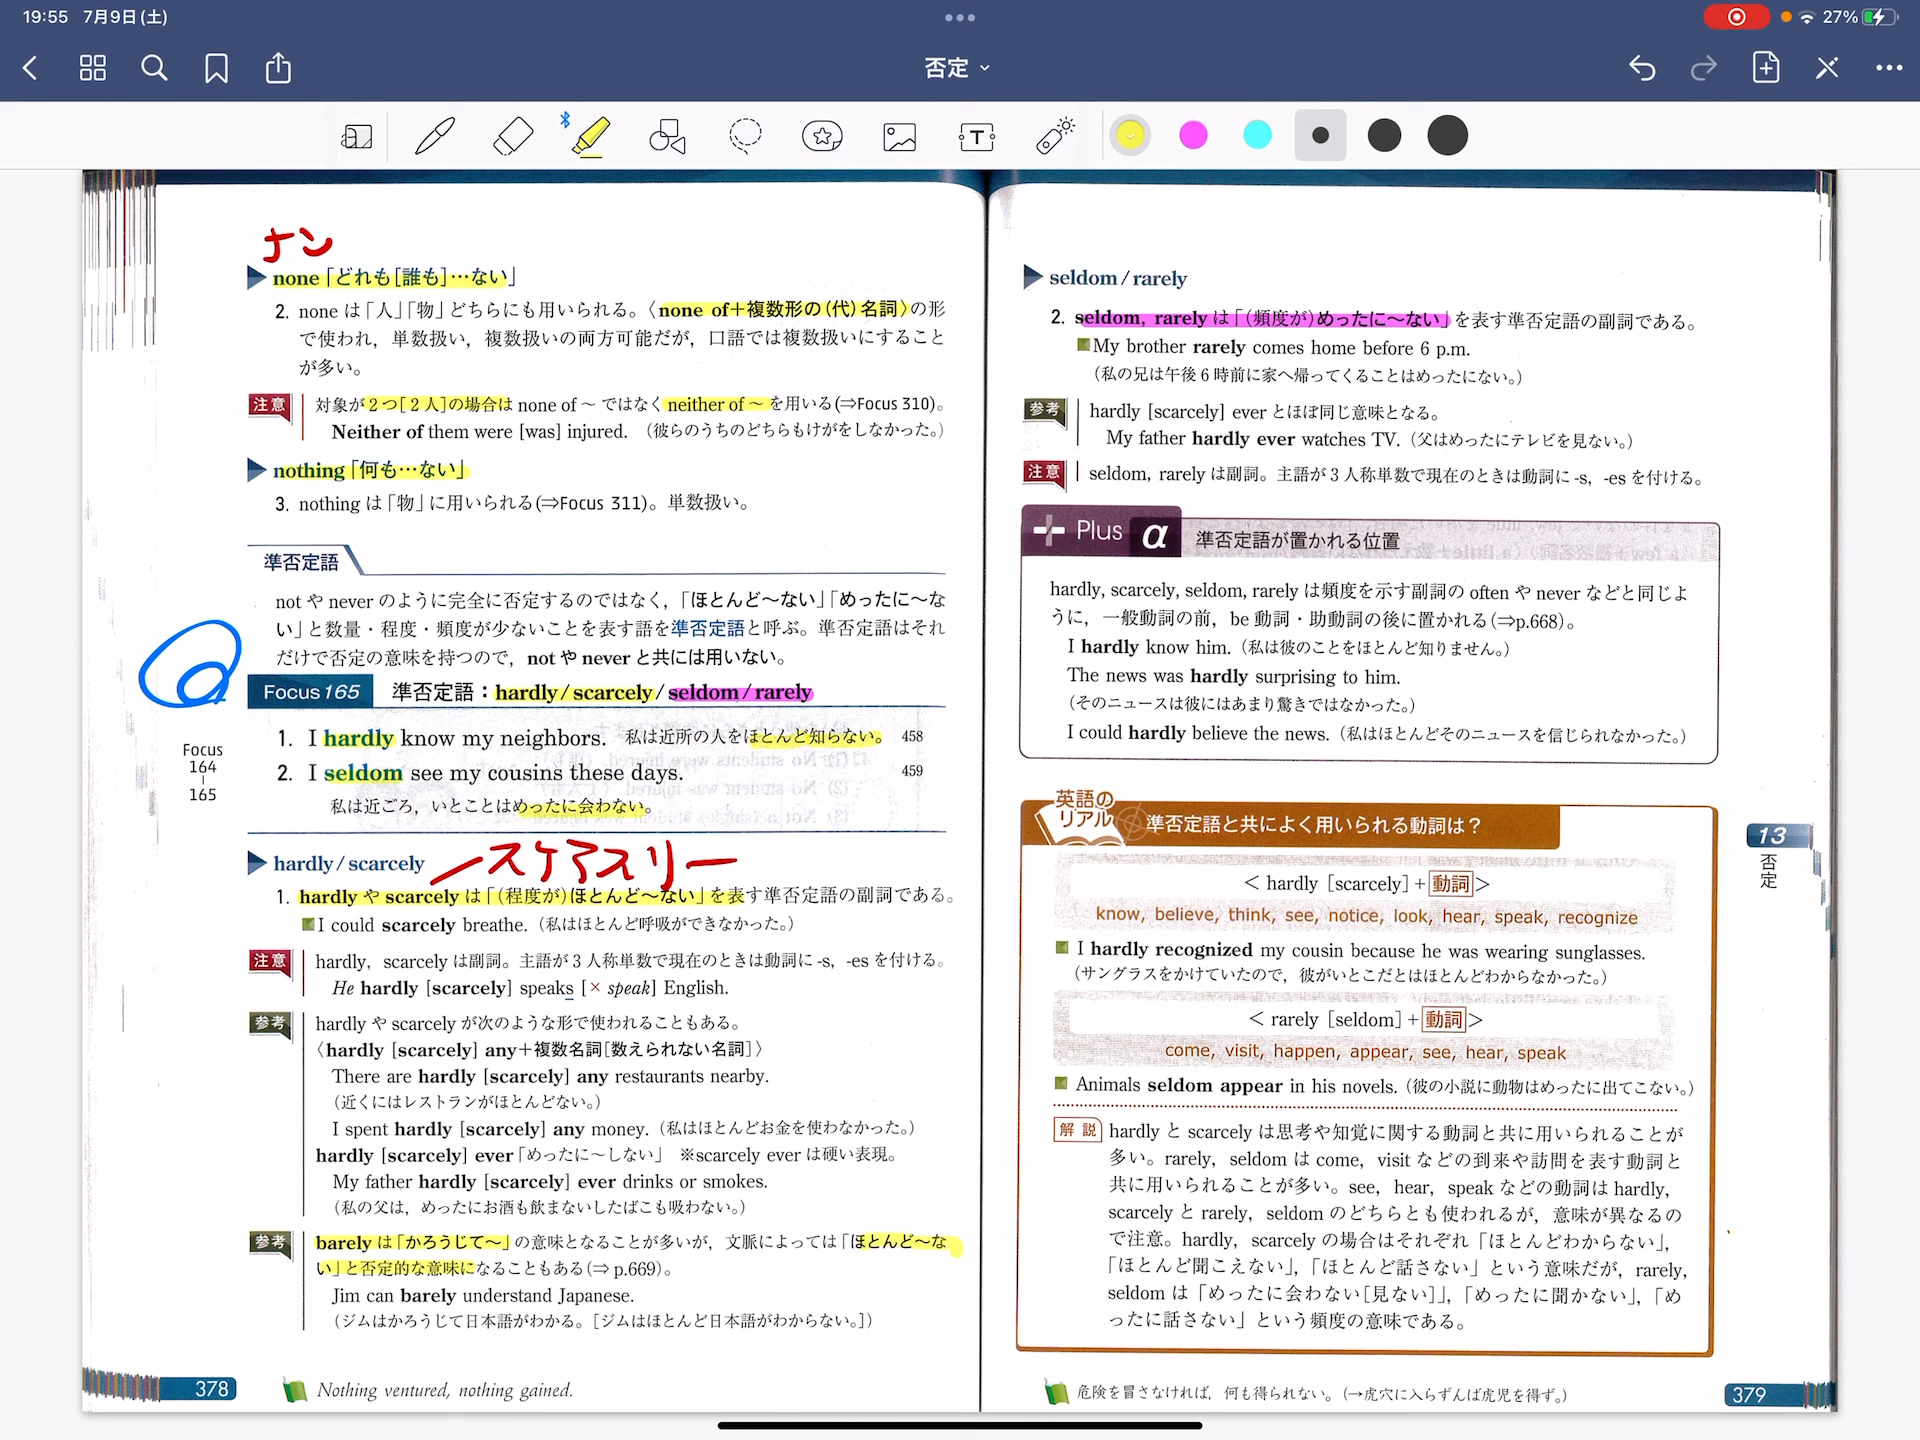 19:55 7月9日(土)
27%
否定
ナン
none「どれも[誰も]…ない」
2. none は「人」「物」どちらにも用いられる。〈none of＋複数形の(代)名詞〉の形
で使われ，単数扱い，複数扱いの両方可能だが，口語では複数扱いにすること
が多い。
注意 対象が2つ[2人]の場合は none of ～ ではなく neither of ～ を用いる(⇒Focus 310)。
Neither of them were [was] injured. （彼らのうちのどちらもけがをしなかった。）
nothing「何も…ない」
3. nothing は「物」に用いられる(⇒Focus 311)。単数扱い。
準否定語
not や never のように完全に否定するのではなく，「ほとんど～ない」「めったに～な
い」と数量・程度・頻度が少ないことを表す語を準否定語と呼ぶ。準否定語はそれ
だけで否定の意味を持つので，not や never と共には用いない。
Focus 165 準否定語：hardly/scarcely/seldom/rarely
Focus
164
165
1. I hardly know my neighbors. 私は近所の人をほとんど知らない。 458
2. I seldom see my cousins these days. 459
私は近ごろ，いとことはめったに会わない。
hardly/scarcely スケアスリー
1. hardly や scarcely は「(程度が)ほとんど～ない」を表す準否定語の副詞である。
I could scarcely breathe.（私はほとんど呼吸ができなかった。）
注意 hardly，scarcely は副詞。主語が3人称単数で現在のときは動詞に -s，-es を付ける。
He hardly [scarcely] speaks [× speak] English.
参考 hardly や scarcely が次のような形で使われることもある。
〈hardly [scarcely] any＋複数名詞[数えられない名詞]〉
There are hardly [scarcely] any restaurants nearby.
（近くにはレストランがほとんどない。）
I spent hardly [scarcely] any money.（私はほとんどお金を使わなかった。）
hardly [scarcely] ever「めったに～しない」 ※scarcely ever は硬い表現。
My father hardly [scarcely] ever drinks or smokes.
（私の父は，めったにお酒も飲まないしたばこも吸わない。）
参考 barely は「かろうじて～」の意味となることが多いが，文脈によっては「ほとんど～な
い」と否定的な意味になることもある(⇒ p.669)。
Jim can barely understand Japanese.
（ジムはかろうじて日本語がわかる。[ジムはほとんど日本語がわからない。]）
378 Nothing ventured, nothing gained.
seldom/rarely
2. seldom, rarely は「(頻度が)めったに～ない」を表す準否定語の副詞である。
My brother rarely comes home before 6 p.m.
（私の兄は午後6時前に家へ帰ってくることはめったにない。）
参考 hardly [scarcely] ever とほぼ同じ意味となる。
My father hardly ever watches TV.（父はめったにテレビを見ない。）
注意 seldom, rarely は副詞。主語が3人称単数で現在のときは動詞に -s，-es を付ける。
Plus α 準否定語が置かれる位置
hardly, scarcely, seldom, rarely は頻度を示す副詞の often や never などと同じよ
うに，一般動詞の前，be 動詞・助動詞の後に置かれる(⇒p.668)。
I hardly know him.（私は彼のことをほとんど知りません。）
The news was hardly surprising to him.
（そのニュースは彼にはあまり驚きではなかった。）
I could hardly believe the news.（私はほとんどそのニュースを信じられなかった。）
英語の
リアル 準否定語と共によく用いられる動詞は？
< hardly [scarcely]＋動詞>
know, believe, think, see, notice, look, hear, speak, recognize
I hardly recognized my cousin because he was wearing sunglasses.
（サングラスをかけていたので，彼がいとこだとはほとんどわからなかった。）
< rarely [seldom]＋動詞>
come, visit, happen, appear, see, hear, speak
Animals seldom appear in his novels.（彼の小説に動物はめったに出てこない。）
解説 hardly と scarcely は思考や知覚に関する動詞と共に用いられることが
多い。rarely，seldom は come，visit などの到来や訪問を表す動詞と
共に用いられることが多い。see，hear，speak などの動詞は hardly，
scarcely と rarely，seldom のどちらとも使われるが，意味が異なるの
で注意。hardly，scarcely の場合はそれぞれ「ほとんどわからない」，
「ほとんど聞こえない」，「ほとんど話さない」という意味だが，rarely，
seldom は「めったに会わない[見ない]」，「めったに聞かない」，「め
ったに話さない」という頻度の意味である。
13
否定
危険を冒さなければ，何も得られない。（→虎穴に入らずんば虎児を得ず。） 379